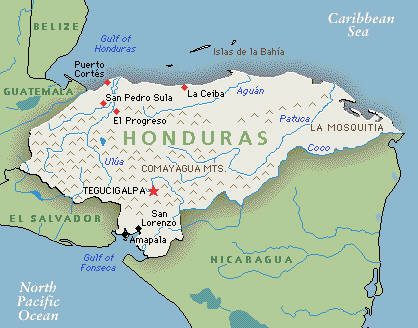 BELIZE
Caribbean
Sea
Gulf of
Honduras
Islas de la Bahía
Puerto
Cortés
GUATEMALA
La Ceiba
Aguán
San Pedro Sula
El Progreso
Patuca
HONDURAS
LA MOSQUITIA
Coco
Ulúa
COMAYAGUA MTS.
TEGUCIGALPA
EL SALVADOR
San
Lorenzo
Amapala
Gulf of
Fonseca
NICARAGUA
North
Pacific
Ocean